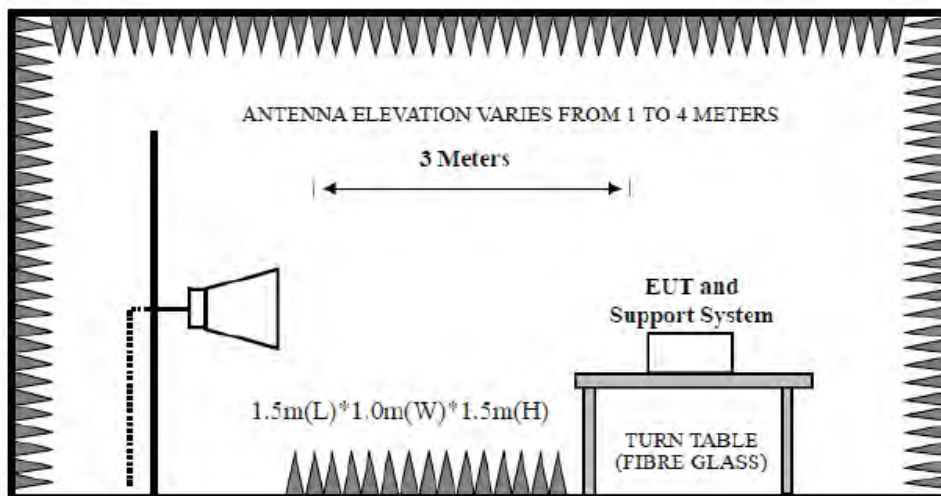 ANTENNA ELEVATION VARIES FROM 1 TO 4 METERS
3 Meters
EUT and
Support System
1.5m(L)*1.0m(W)*1.5m(H)
TURN TABLE
(FIBRE GLASS)